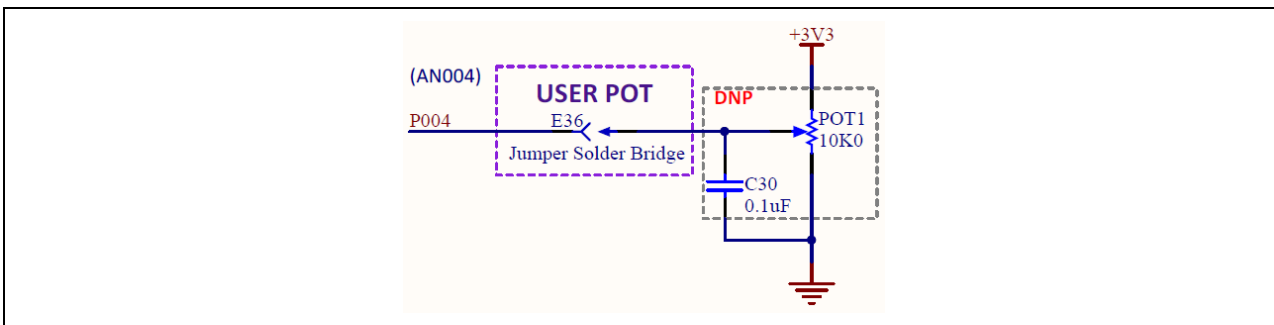 +3V3
(AN004)
USER POT
DNP
P004
E36
POT1
10K0
Jumper Solder Bridge
C30
0.1uF